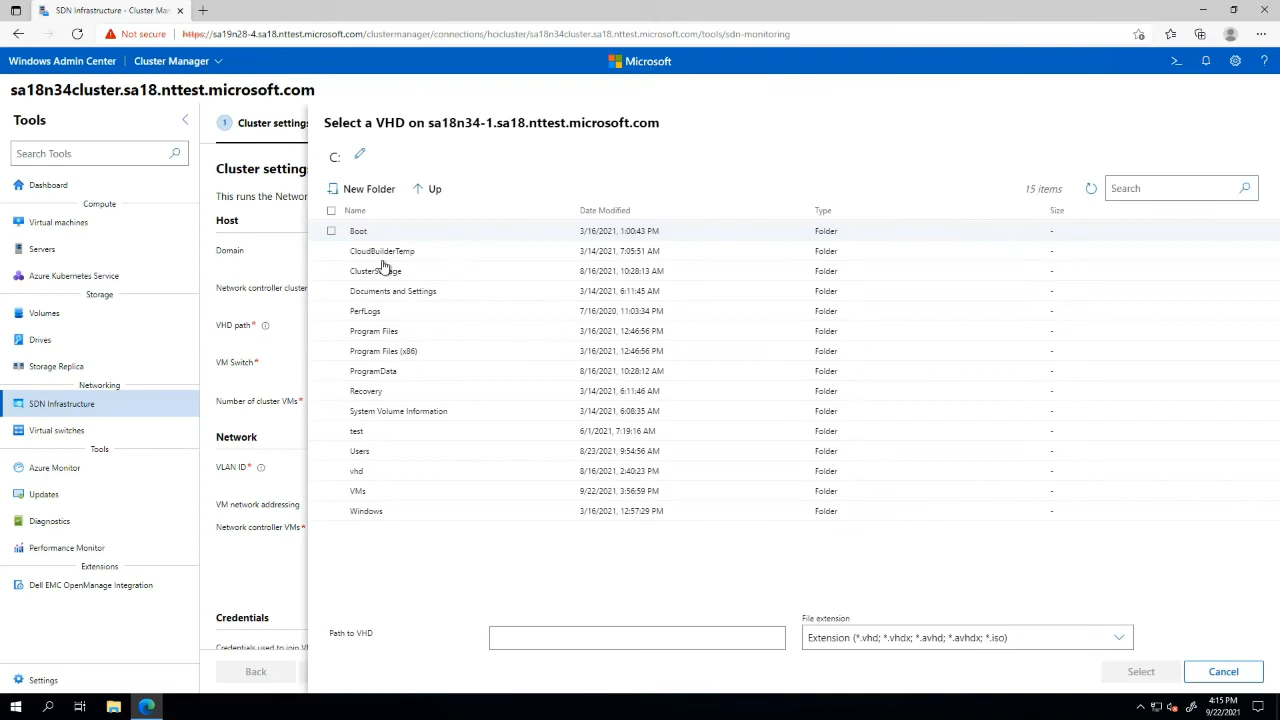 SDN Infrastructure - Cluster Ma
Not secure https://sa19n28-4.sa18.nttest.microsoft.com/clustermanager/connections/hcicluster/sa18n34cluster.sa18.nttest.microsoft.com/tools/sdn-monitoring
Windows Admin Center Cluster Manager Microsoft
sa18n34cluster.sa18.nttest.microsoft.com
Tools
Search Tools
Dashboard
Compute
Virtual machines
Servers
Azure Kubernetes Service
Storage
Volumes
Drives
Storage Replica
Networking
SDN Infrastructure
Virtual switches
Tools
Azure Monitor
Updates
Diagnostics
Performance Monitor
Extensions
Dell EMC OpenManage Integration
Settings
1 Cluster setting
Cluster setting
This runs the Networ
Host
Domain
Network controller cluster
VHD path*
VM Switch*
Number of cluster VMs*
Network
VLAN ID*
VM network addressing
Network controller VMs*
Credentials
Credentials used to join VM
Back
Select a VHD on sa18n34-1.sa18.nttest.microsoft.com
C:
New Folder Up 15 items Search
Name Date Modified Type Size
Boot 3/16/2021, 1:00:43 PM Folder -
CloudBuilderTemp 3/14/2021, 7:05:51 AM Folder -
ClusterStorage 8/16/2021, 10:28:13 AM Folder -
Documents and Settings 3/14/2021, 6:11:45 AM Folder -
PerfLogs 7/16/2020, 11:03:34 PM Folder -
Program Files 3/16/2021, 12:46:56 PM Folder -
Program Files (x86) 3/16/2021, 12:46:56 PM Folder -
ProgramData 8/16/2021, 10:28:12 AM Folder -
Recovery 3/14/2021, 6:11:46 AM Folder -
System Volume Information 3/14/2021, 6:08:35 AM Folder -
test 6/1/2021, 7:19:16 AM Folder -
Users 8/23/2021, 9:54:56 AM Folder -
vhd 8/16/2021, 2:40:23 PM Folder -
VMs 9/22/2021, 3:56:59 PM Folder -
Windows 3/16/2021, 12:57:29 PM Folder -
File extension
Path to VHD Extension (*.vhd; *.vhdx; *.avhd; *.avhdx; *.iso)
Select Cancel
4:15 PM
9/22/2021